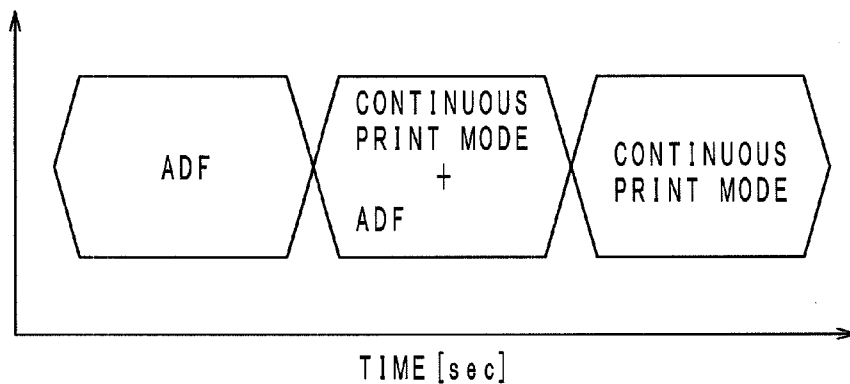 ADF
CONTINUOUS
PRINT MODE
+
ADF
CONTINUOUS
PRINT MODE
TIME[sec]